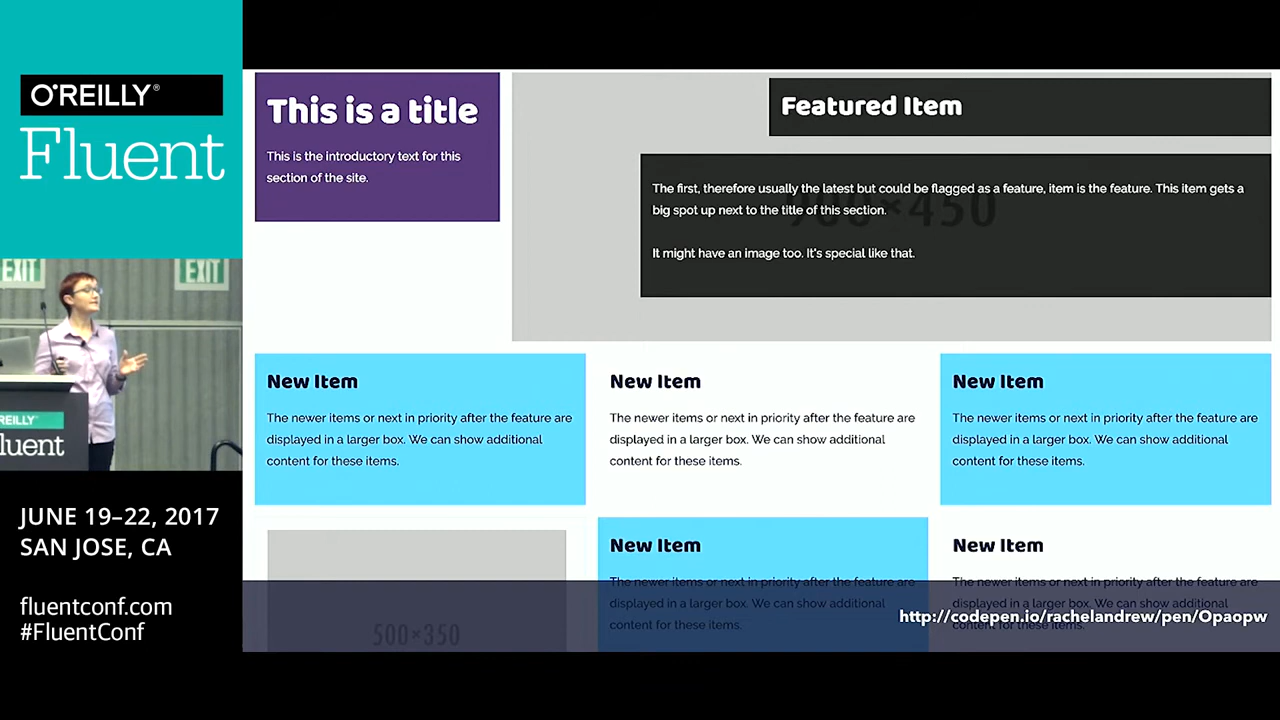 O'REILLY®
Fluent
EXIT
EXIT
REILLY
luent
JUNE 19–22, 2017
SAN JOSE, CA
fluentconf.com
#FluentConf
This is a title
This is the introductory text for this
section of the site.
Featured Item
The first, therefore usually the latest but could be flagged as a feature, item is the feature. This item gets a
big spot up next to the title of this section.
900×450
It might have an image too. It's special like that.
New Item
The newer items or next in priority after the feature are
displayed in a larger box. We can show additional
content for these items.
New Item
The newer items or next in priority after the feature are
displayed in a larger box. We can show additional
content for these items.
New Item
The newer items or next in priority after the feature are
displayed in a larger box. We can show additional
content for these items.
500×350
New Item
The newer items or next in priority after the feature are
displayed in a larger box. We can show additional
content for these items.
New Item
The newer items or next in priority after the feature are
displayed in a larger box. We can show additional
content for these items.
http://codepen.io/rachelandrew/pen/Opaopw